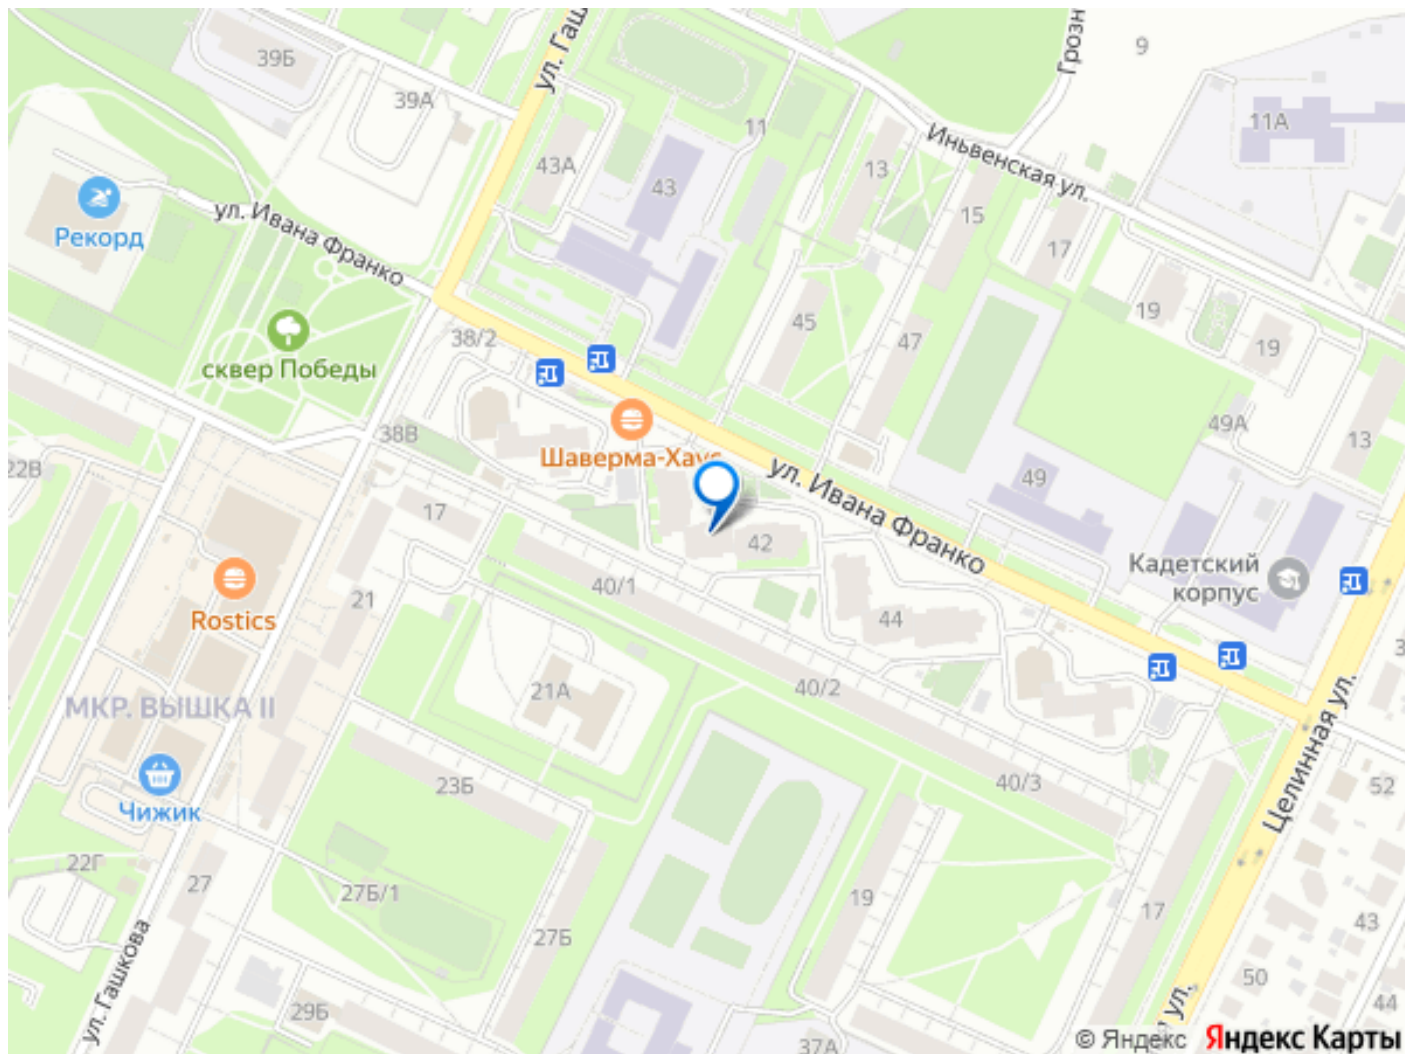 39Б
ул. Гаш
Грозн
9
39А
11
Иньвенская ул.
11А
43А
43
13
15
17
Рекорд
ул. Ивана Франко
19
19
45
47
38/2
сквер Победы
49А
13
22В
38В
Шаверма-Хаус
ул. Ивана Франко
49
17
42
Кадетский
корпус
40/1
21
44
Rostics
21А
40/2
МКР. ВЫШКА II
Целинная ул.
Чижик
23Б
40/3
52
22Г
27
27Б/1
19
17
43
27Б
50
ул. Гашкова
29Б
44
37А
ул.
© Яндекс
Яндекс Карты